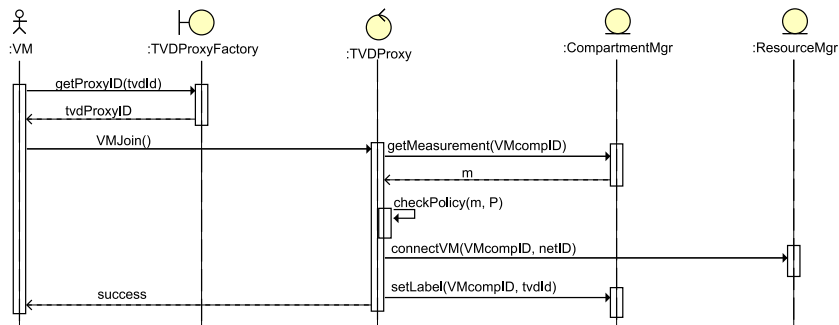 :VM
:TVDProxyFactory
:TVDProxy
:CompartmentMgr
:ResourceMgr
getProxyID(tvdId)
tvdProxyID
VMJoin()
getMeasurement(VMcompID)
m
checkPolicy(m, P)
connectVM(VMcompID, netID)
setLabel(VMcompID, tvdId)
success